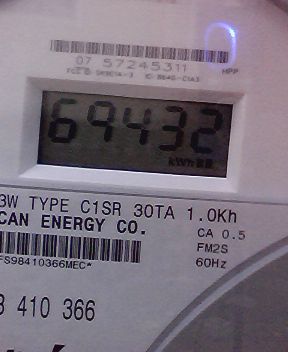 07 57245311
HPP
69432
kWh
3W TYPE C1SR 30TA 1.0Kh
CAN ENERGY CO.
CA 0.5
FM2S
60Hz
FS98410366MEC*
410 366